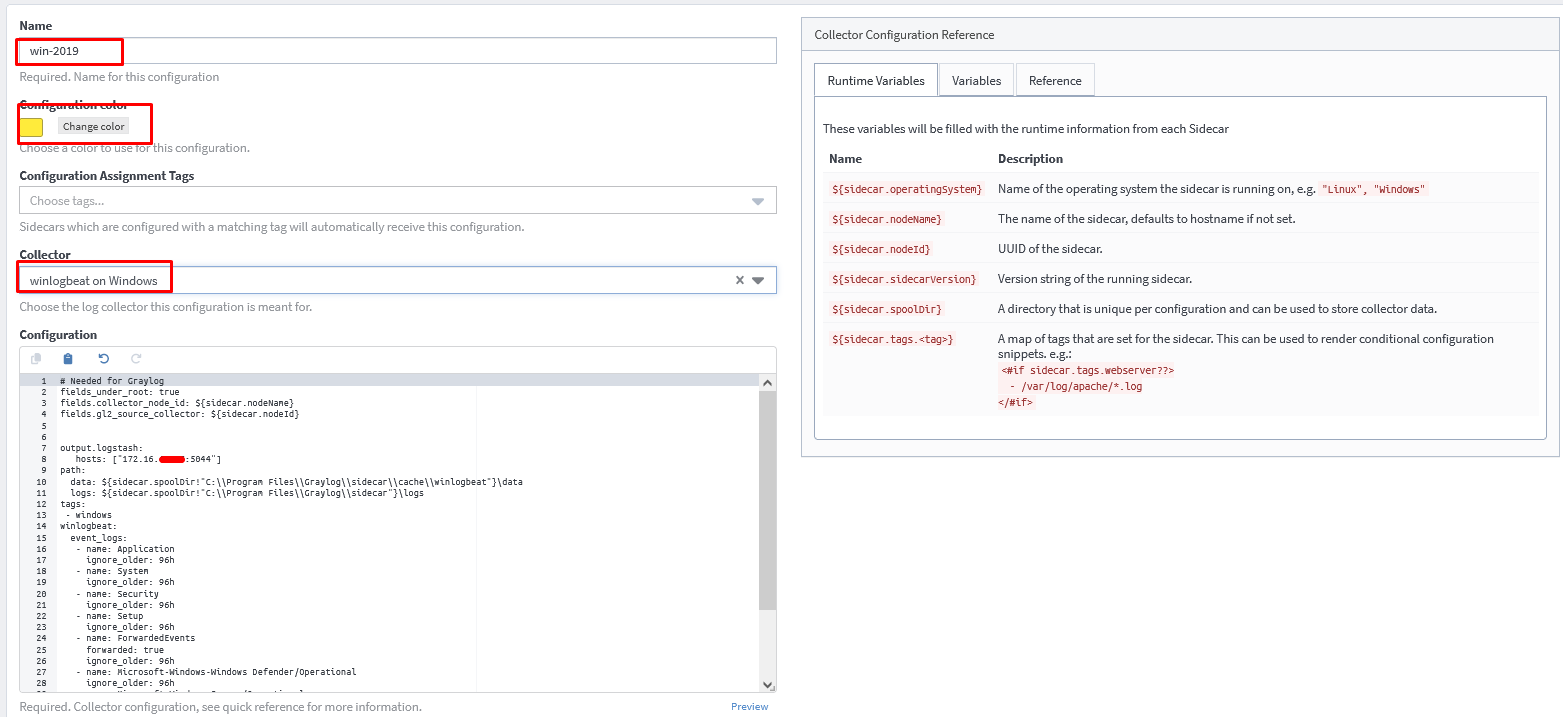 Name
win-2019
Required. Name for this configuration
Configuration color
Change color
Choose a color to use for this configuration.
Configuration Assignment Tags
Choose tags...
Sidecars which are configured with a matching tag will automatically receive this configuration.
Collector
winlogbeat on Windows
Choose the log collector this configuration is meant for.
Configuration
1 # Needed for Graylog
2 fields_under_root: true
3 fields.collector_node_id: ${sidecar.nodeName}
4 fields.gl2_source_collector: ${sidecar.nodeId}
5
6
7 output.logstash:
8 hosts: ["172.16. :5044"]
9 path:
10 data: ${sidecar.spoolDir!"C:\\Program Files\\Graylog\\sidecar\\cache\\winlogbeat"}\data
11 logs: ${sidecar.spoolDir!"C:\\Program Files\\Graylog\\sidecar"}\logs
12 tags:
13 - windows
14 winlogbeat:
15 event_logs:
16 - name: Application
17 ignore_older: 96h
18 - name: System
19 ignore_older: 96h
20 - name: Security
21 ignore_older: 96h
22 - name: Setup
23 ignore_older: 96h
24 - name: ForwardedEvents
25 forwarded: true
26 ignore_older: 96h
27 - name: Microsoft-Windows-Windows Defender/Operational
28 ignore_older: 96h
Required. Collector configuration, see quick reference for more information.
Preview
Collector Configuration Reference
Runtime Variables
Variables
Reference
These variables will be filled with the runtime information from each Sidecar
Name Description
${sidecar.operatingSystem} Name of the operating system the sidecar is running on, e.g. "Linux", "Windows"
${sidecar.nodeName} The name of the sidecar, defaults to hostname if not set.
${sidecar.nodeId} UUID of the sidecar.
${sidecar.sidecarVersion} Version string of the running sidecar.
${sidecar.spoolDir} A directory that is unique per configuration and can be used to store collector data.
${sidecar.tags.<tag>} A map of tags that are set for the sidecar. This can be used to render conditional configuration
snippets. e.g.:
<#if sidecar.tags.webserver??>
- /var/log/apache/*.log
</#if>